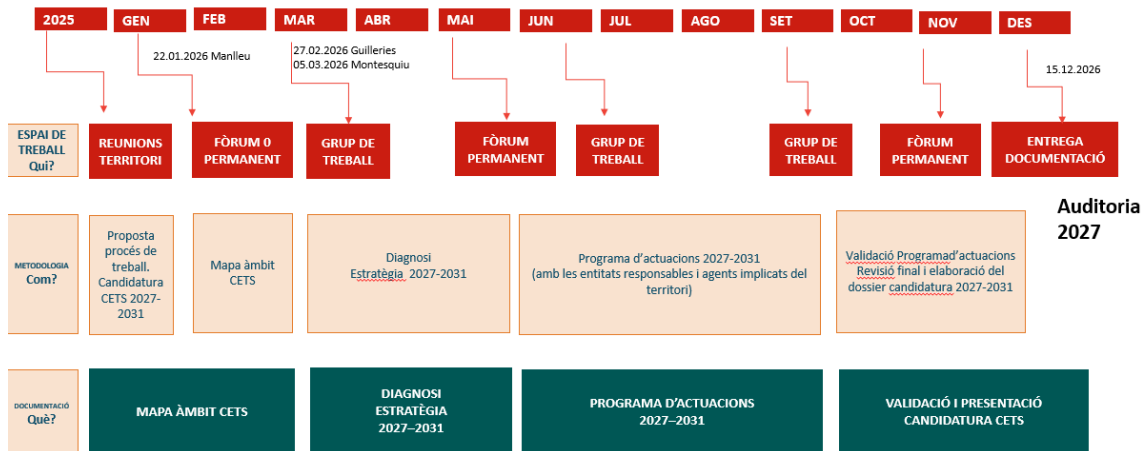 2025
GEN
FEB
MAR
ABR
MAI
JUN
JUL
AGO
SET
OCT
NOV
DES
22.01.2026 Manlleu
27.02.2026 Guilleries
05.03.2026 Montesquiu
15.12.2026
ESPAI DE
TREBALL
Qui?
REUNIONS
TERRITORI
FÒRUM 0
PERMANENT
GRUP DE
TREBALL
FÒRUM
PERMANENT
GRUP DE
TREBALL
GRUP DE
TREBALL
FÒRUM
PERMANENT
ENTREGA
DOCUMENTACIÓ
Auditoria
2027
METODOLOGIA
Com?
Proposta
procés de
treball.
Candidatura
CETS 2027-
2031
Mapa àmbit
CETS
Diagnosi
Estratègia 2027-2031
Programa d’actuacions 2027-2031
(amb les entitats responsables i agents implicats del
territori)
Validació Programad’actuacions
Revisió final i elaboració del
dossier candidatura 2027-2031
DOCUMENTACIÓ
Què?
MAPA ÀMBIT CETS
DIAGNOSI
ESTRATÈGIA
2027–2031
PROGRAMA D’ACTUACIONS
2027–2031
VALIDACIÓ I PRESENTACIÓ
CANDIDATURA CETS